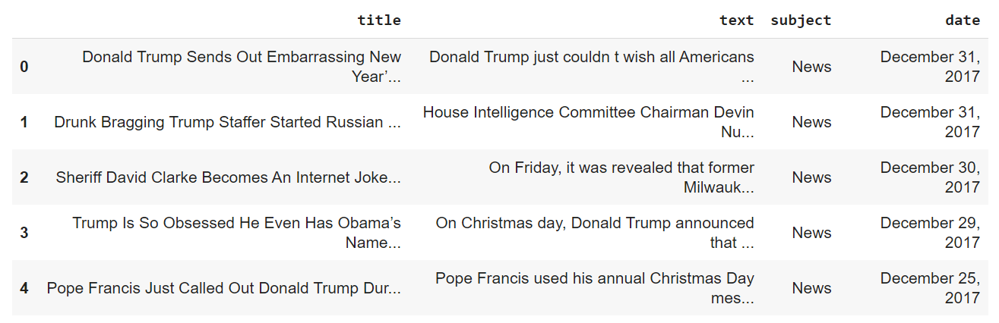 title text subject date
0 Donald Trump Sends Out Embarrassing New Year’... Donald Trump just couldn t wish all Americans ... News December 31, 2017
1 Drunk Bragging Trump Staffer Started Russian ... House Intelligence Committee Chairman Devin Nu... News December 31, 2017
2 Sheriff David Clarke Becomes An Internet Joke... On Friday, it was revealed that former Milwauk... News December 30, 2017
3 Trump Is So Obsessed He Even Has Obama’s Name... On Christmas day, Donald Trump announced that ... News December 29, 2017
4 Pope Francis Just Called Out Donald Trump Dur... Pope Francis used his annual Christmas Day mes... News December 25, 2017